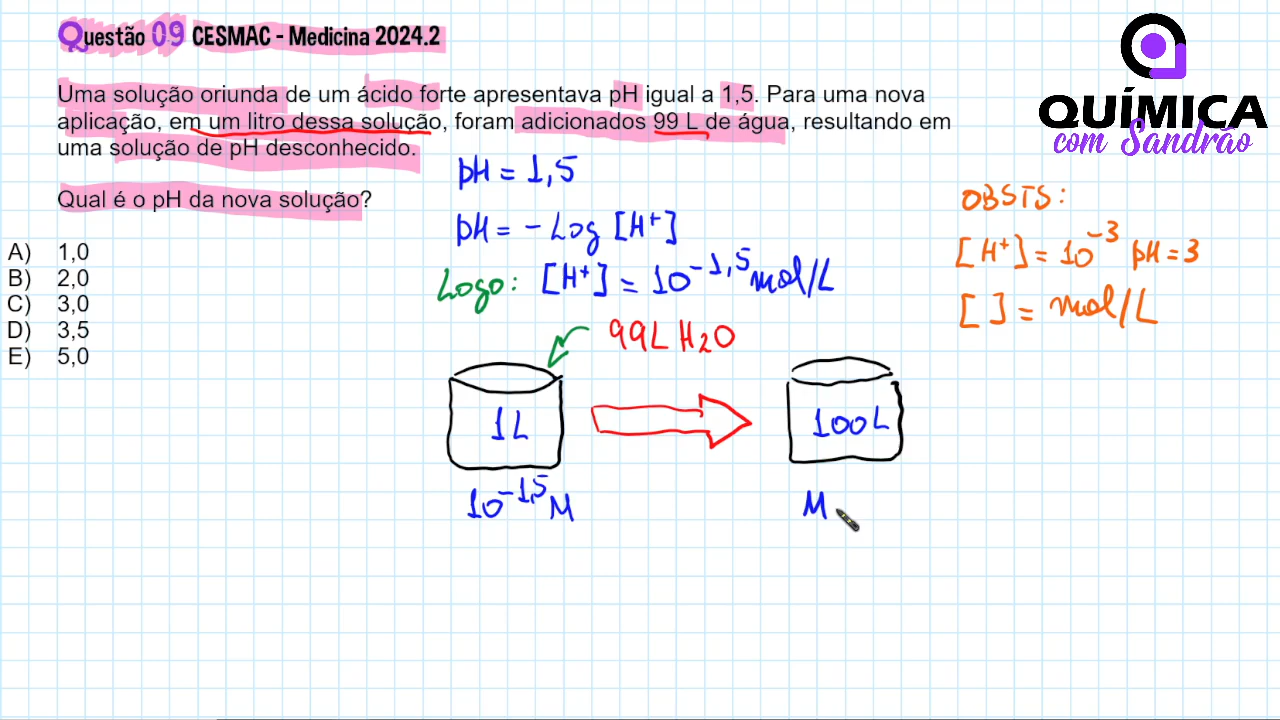 Questão 09 CESMAC - Medicina 2024.2
QUÍMICA
com Sandrão
Uma solução oriunda de um ácido forte apresentava pH igual a 1,5. Para uma nova
aplicação, em um litro dessa solução, foram adicionados 99 L de água, resultando em
uma solução de pH desconhecido.
Qual é o pH da nova solução?
A) 1,0
B) 2,0
C) 3,0
D) 3,5
E) 5,0
pH = 1,5
pH = - Log [H⁺]
Logo: [H⁺] = 10^-1,5 mol/L
OBSTS:
[H⁺] = 10^-3 pH = 3
[ ] = mol/L
99L H2O
1L
100L
10^-1,5 M
M